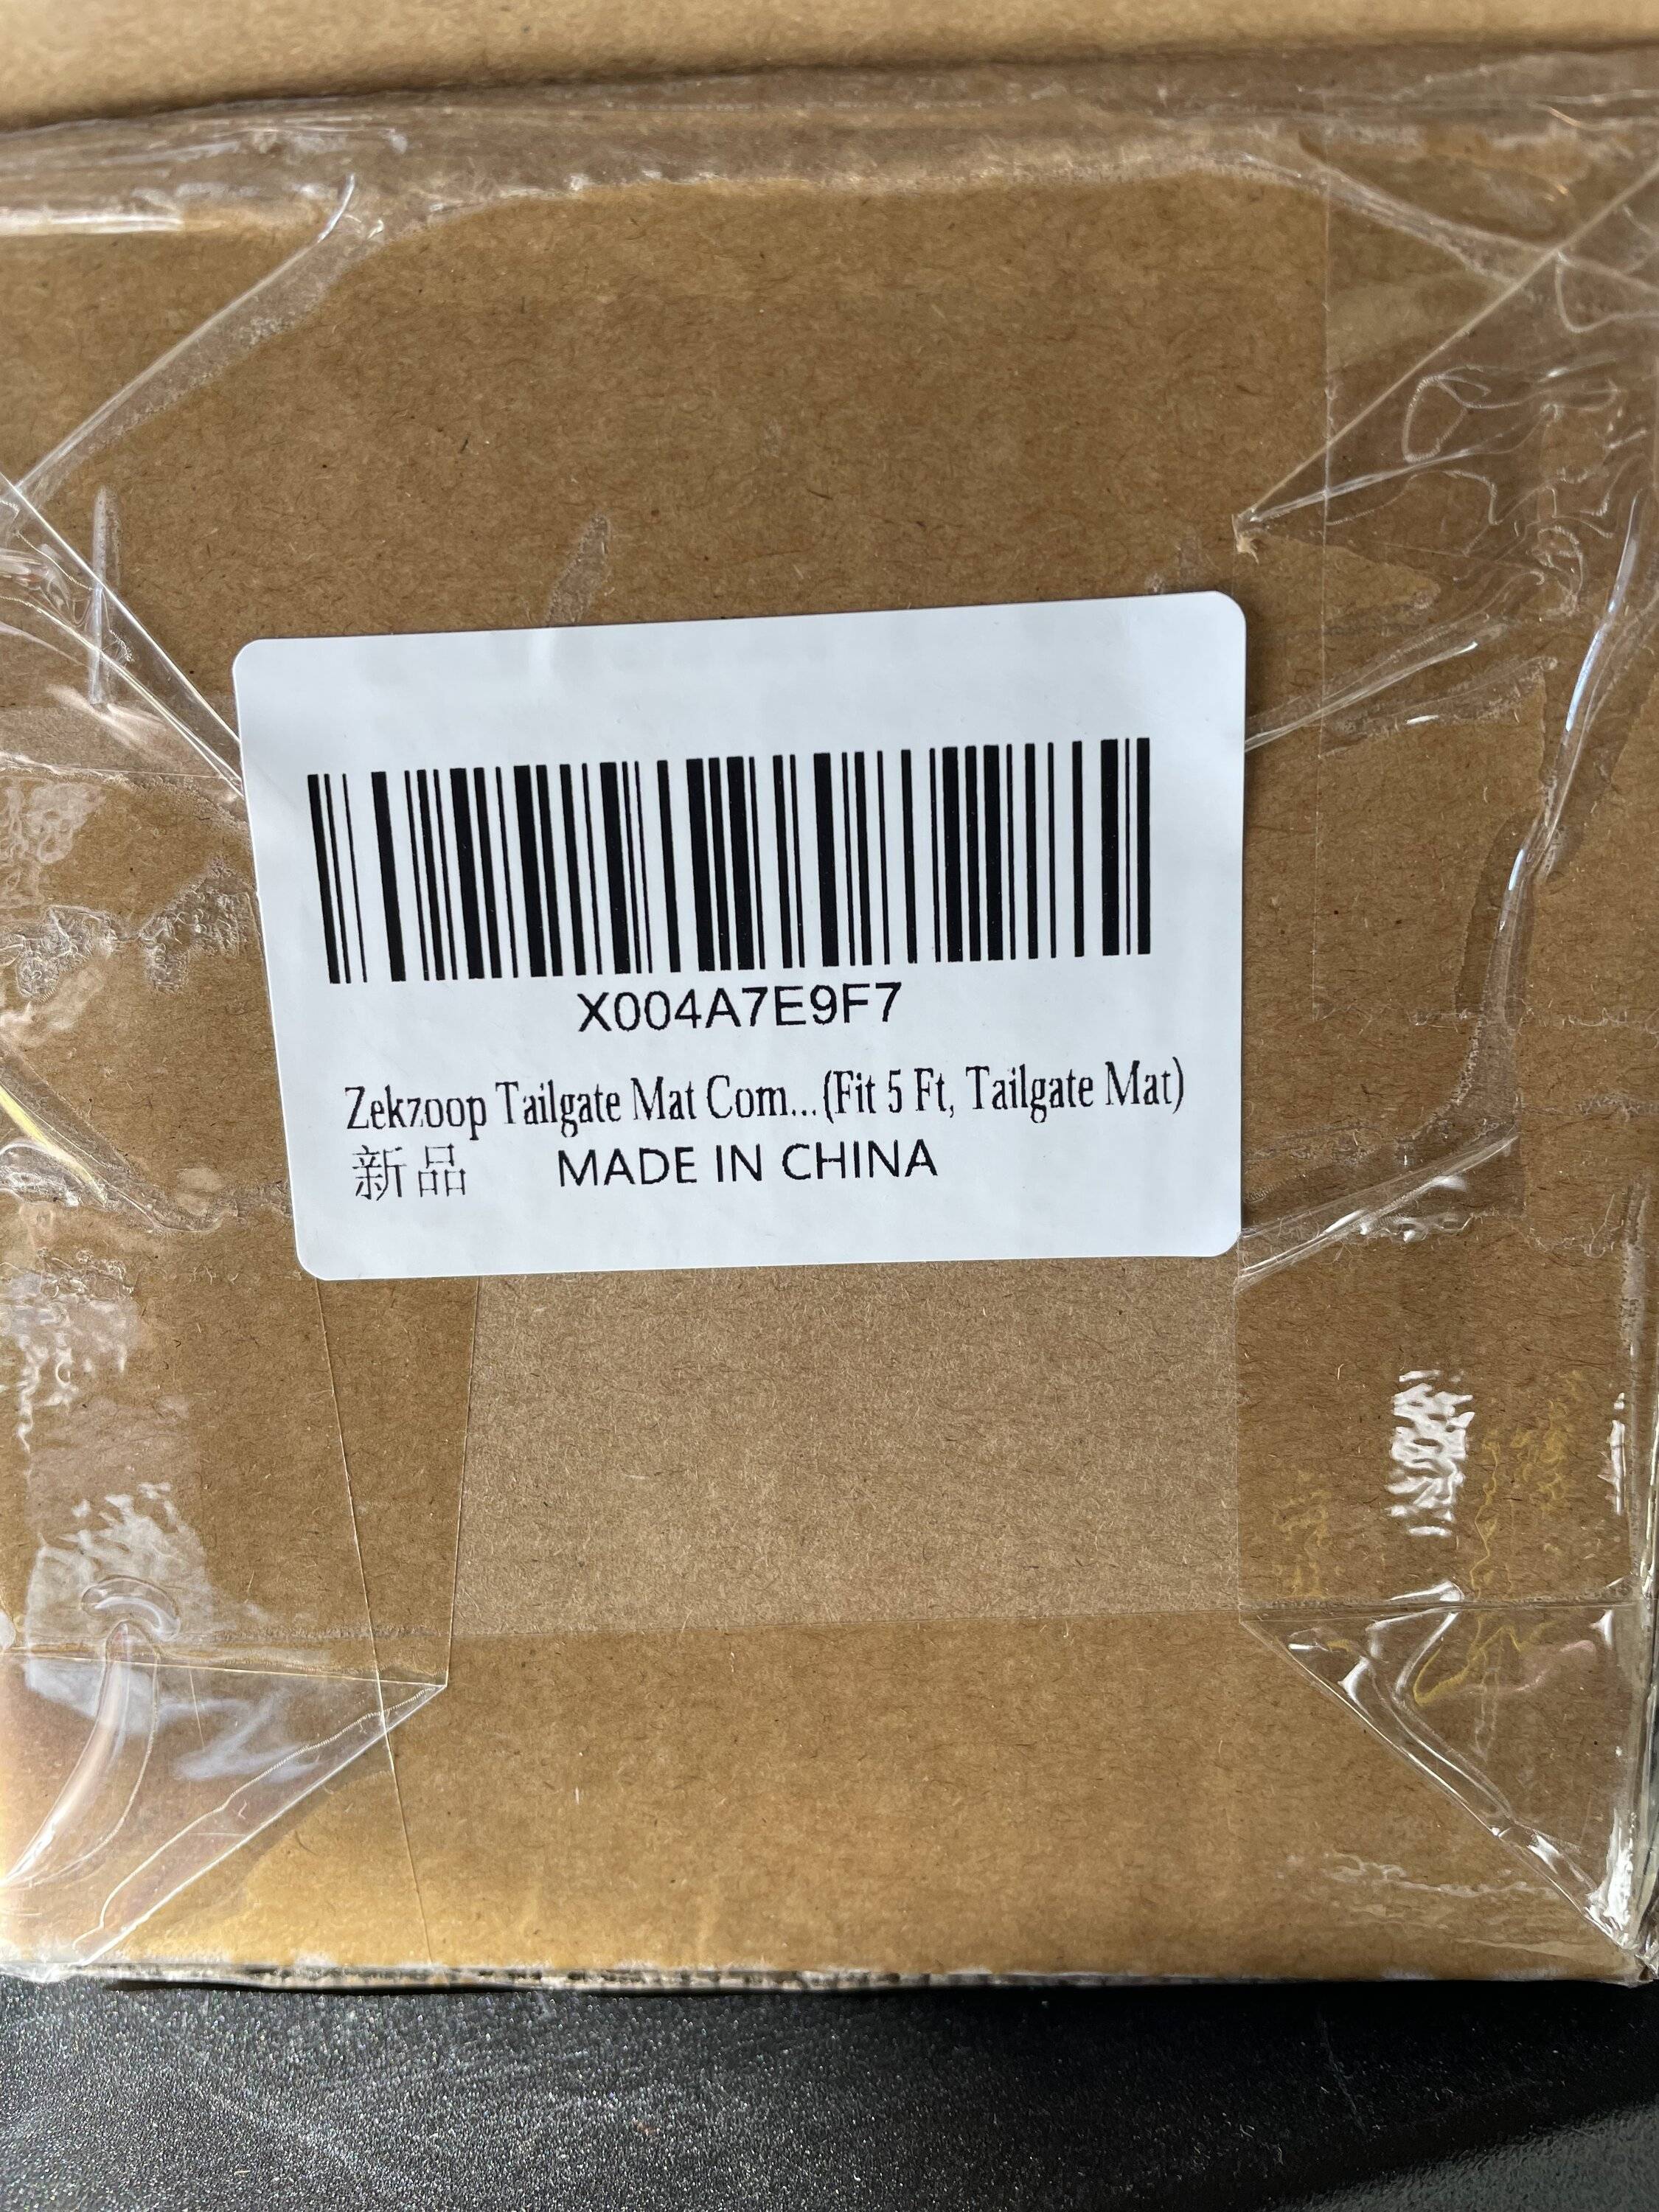 X004A7E9F7
Zekzoop Tailgate Mat Com...(Fit 5 Ft, Tailgate Mat)
新品 MADE IN CHINA